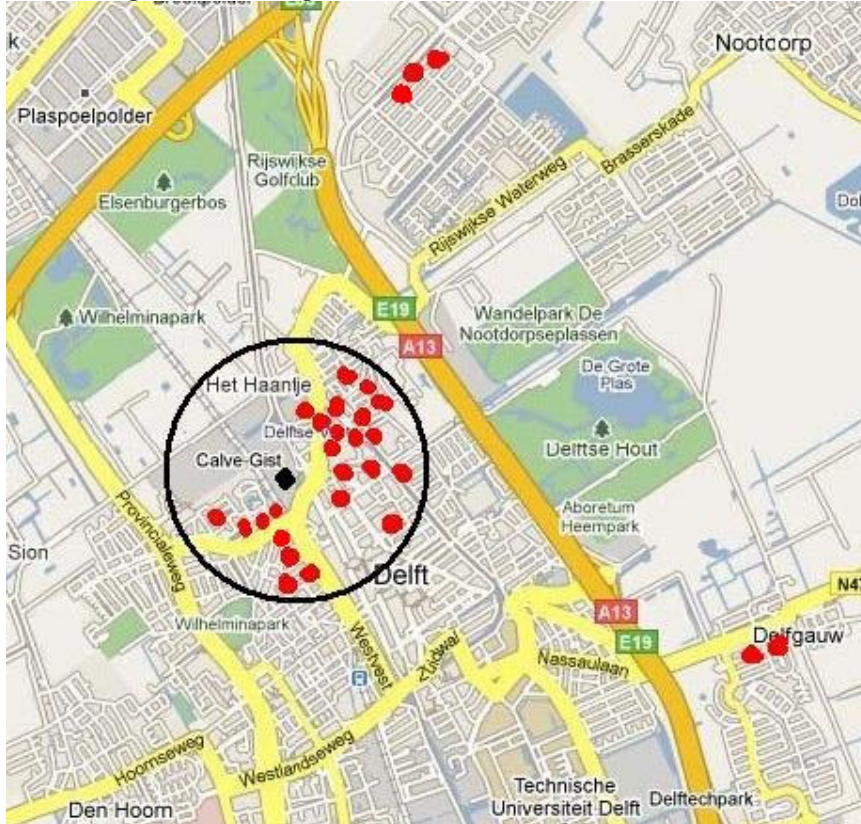 Nootdorp
Plaspoelpolder
Brasserskade
Rijswijkse
Golfclub
Elsenburgerbos
Rijswijkse Waterweg
E19
Wilhelminapark
Wandelpark De
Nootdorpseplassen
A13
De Grote
Plas
Het Haantje
Delftse
Delftse Hout
Calve-Gist
Provincialeweg
Aboretum
Heempark
Sion
Delft
N47
A13
Wilhelminapark
E19
Delfgauw
Westvest
Zuidwal
Nassaulaan
Hoornseweg
Westlandseweg
Technische
Universiteit Delft
Delftechpark
Den Hoorn